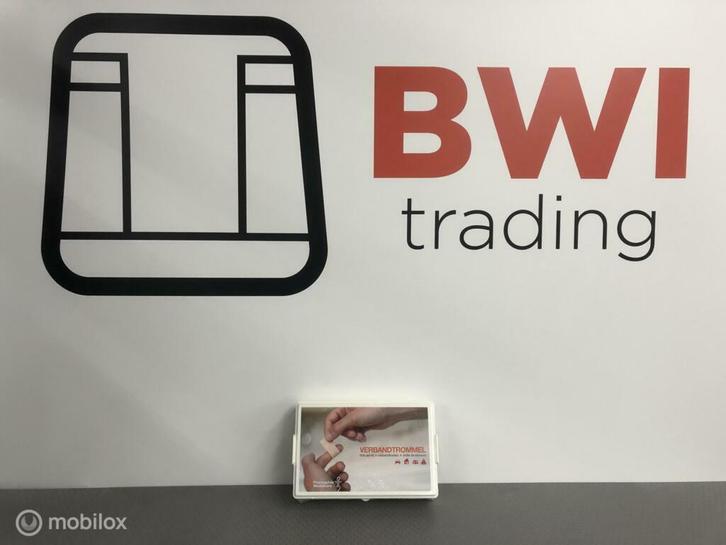 BWI
trading
VERBANDTROMMEL
mobilox